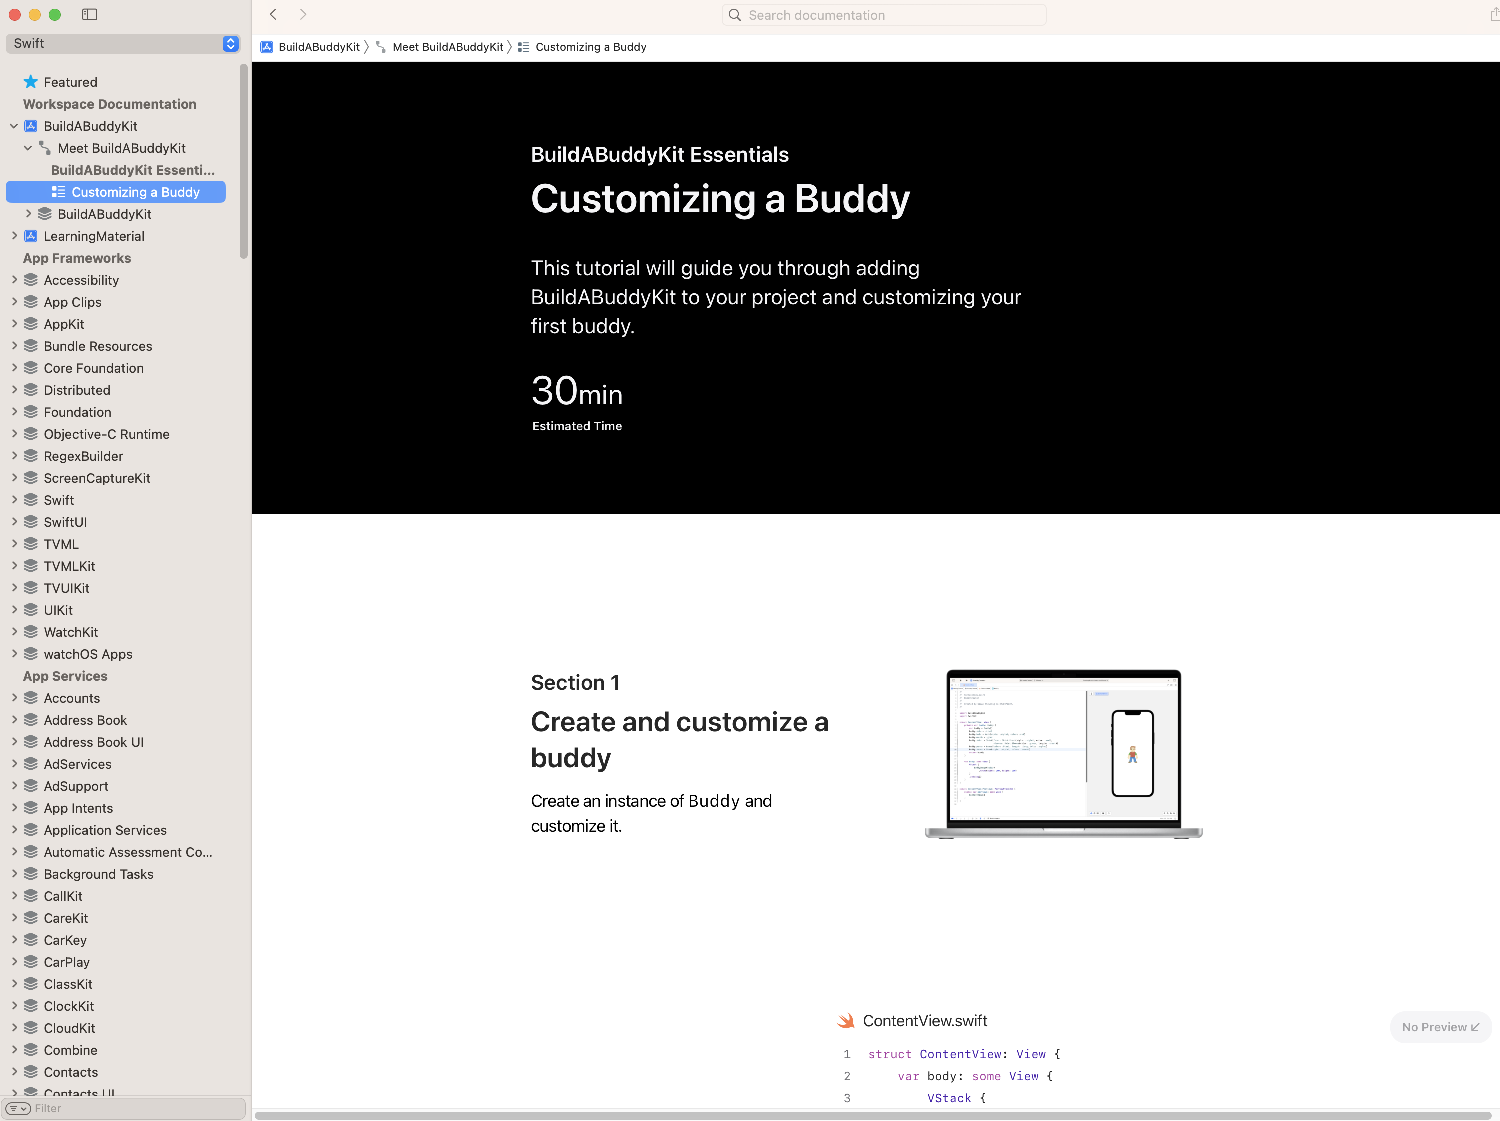 Search documentation
Swift
BuildABuddyKit
Meet BuildABuddyKit
Customizing a Buddy
Featured
Workspace Documentation
BuildABuddyKit
Meet BuildABuddyKit
BuildABuddyKit Essenti...
Customizing a Buddy
BuildABuddyKit
LearningMaterial
App Frameworks
Accessibility
App Clips
AppKit
Bundle Resources
Core Foundation
Distributed
Foundation
Objective-C Runtime
RegexBuilder
ScreenCaptureKit
Swift
SwiftUI
TVML
TVMLKit
TVUIKit
UIKit
WatchKit
watchOS Apps
App Services
Accounts
Address Book
Address Book UI
AdServices
AdSupport
App Intents
Application Services
Automatic Assessment Co...
Background Tasks
CallKit
CareKit
CarKey
CarPlay
ClassKit
ClockKit
CloudKit
Combine
Contacts
Contacts UI
Filter
BuildABuddyKit Essentials
Customizing a Buddy
This tutorial will guide you through adding
BuildABuddyKit to your project and customizing your
first buddy.
30min
Estimated Time
Section 1
Create and customize a
buddy
Create an instance of Buddy and
customize it.
ContentView.swift
No Preview
1 struct ContentView: View {
2 var body: some View {
3 VStack {